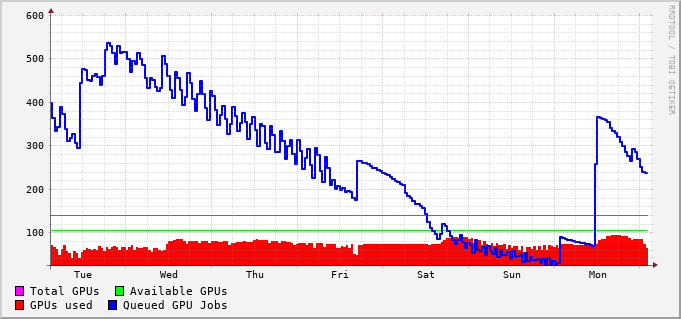 600
500
400
300
200
100
Tue Wed Thu Fri Sat Sun Mon
Total GPUs Available GPUs
GPUs used Queued GPU Jobs
RRDTOOL / TOBI OETIKER